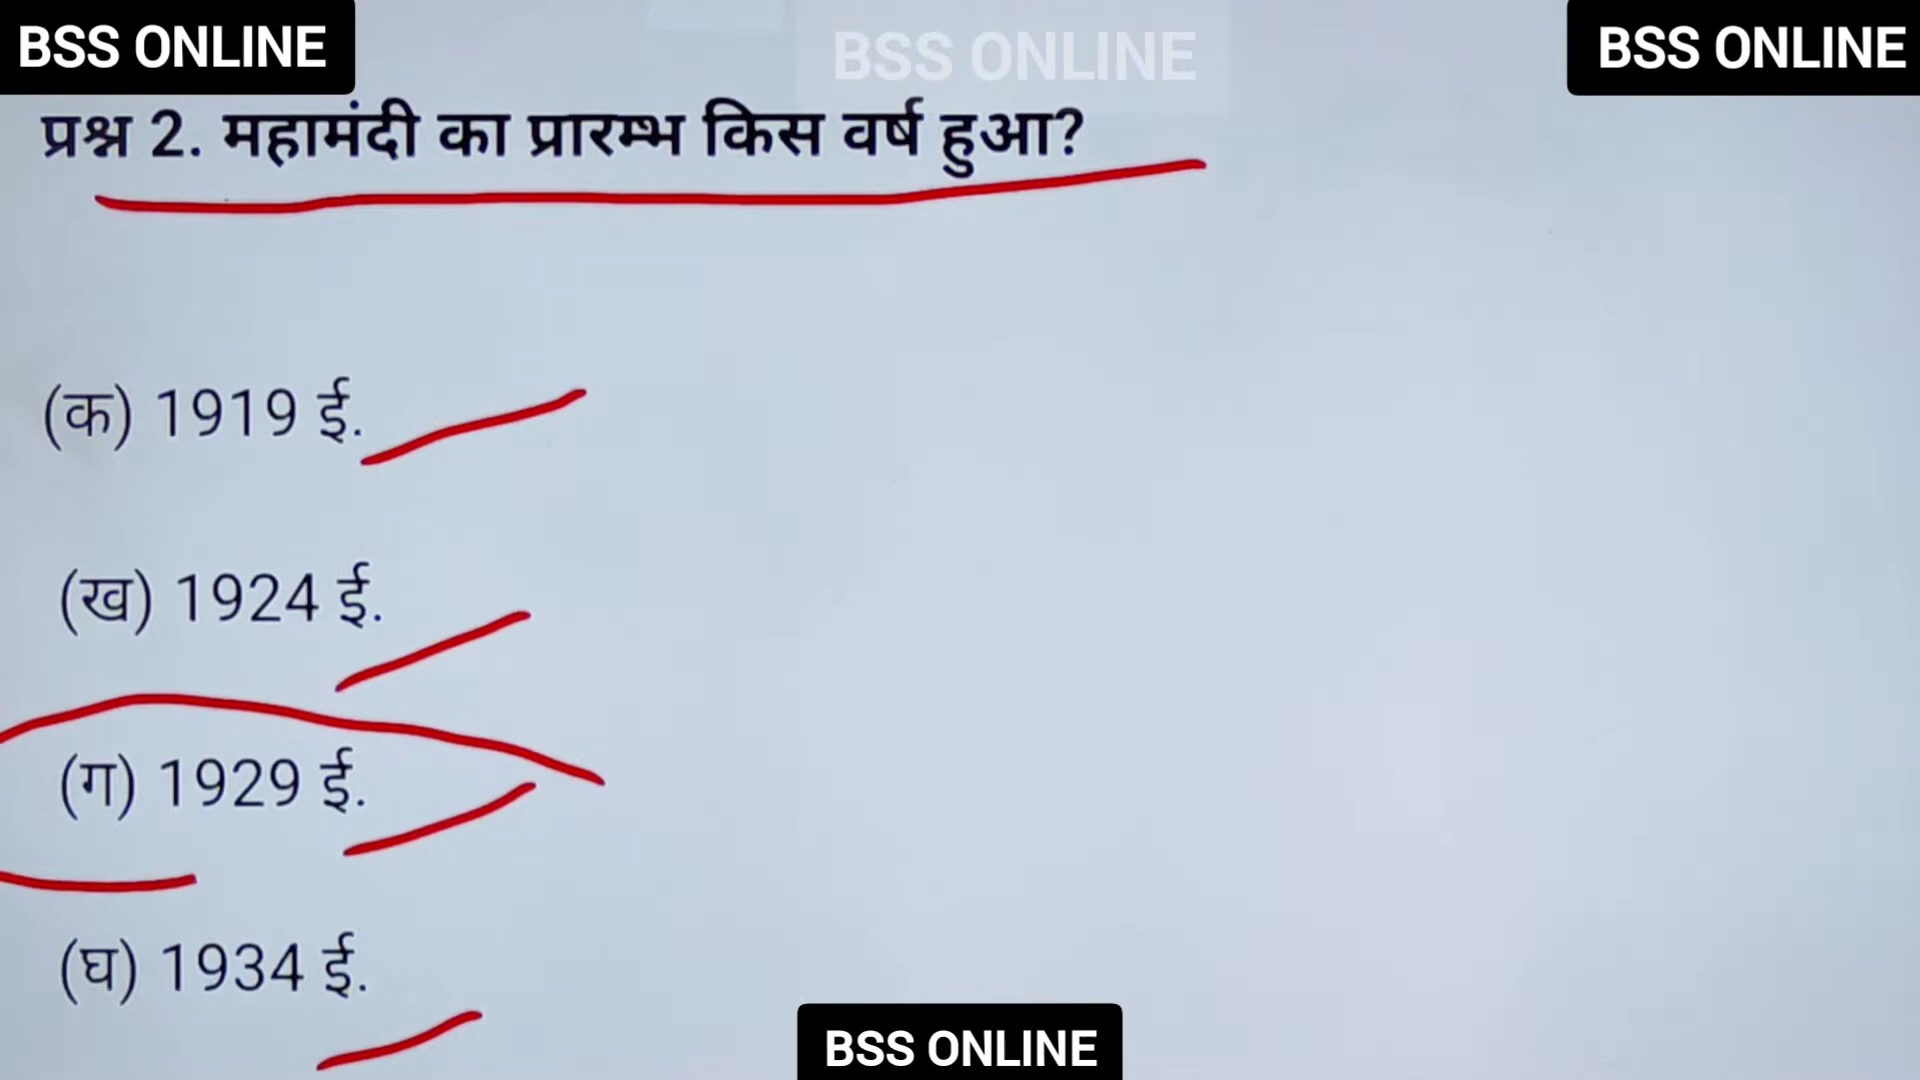 BSS ONLINE
BSS ONLINE
BSS ONLINE
प्रश्न 2. महामंदी का प्रारम्भ किस वर्ष हुआ?
(क) 1919 ई.
(ख) 1924 ई.
(ग) 1929 ई.
(घ) 1934 ई.
BSS ONLINE